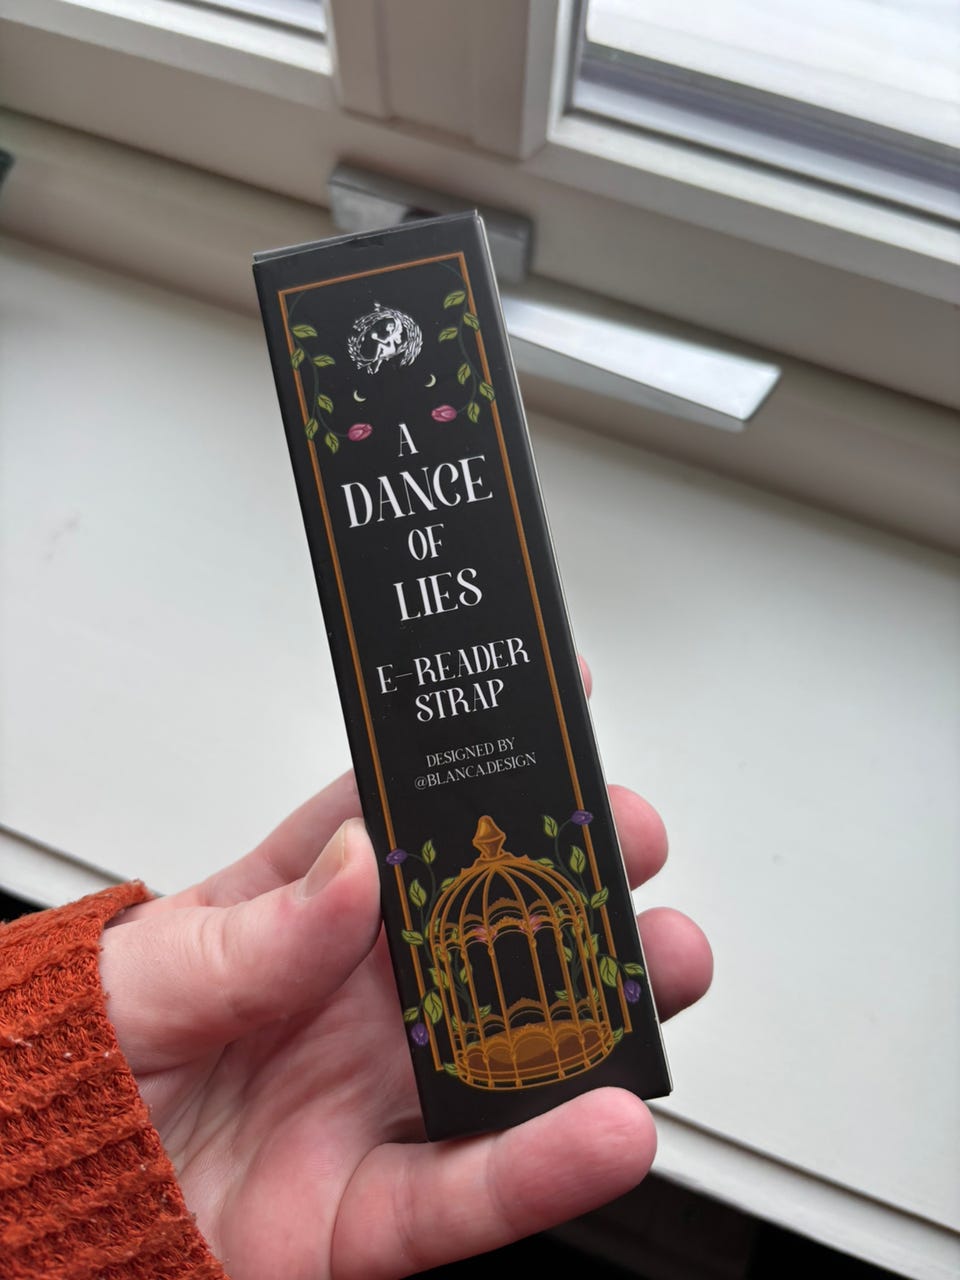 A
DANCE
OF
LIES
E-READER
STRAP
DESIGNED BY
@BLANCA.DESIGN